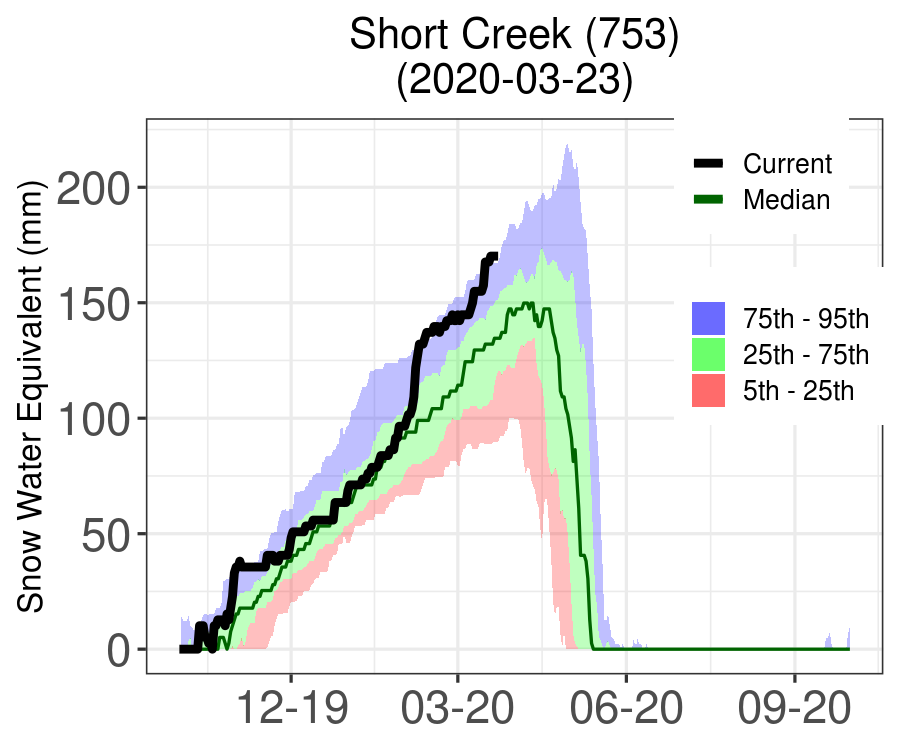 Short Creek (753)
(2020-03-23)
Snow Water Equivalent (mm)
200
150
100
50
0
12-19
03-20
06-20
09-20
Current
Median
75th - 95th
25th - 75th
5th - 25th